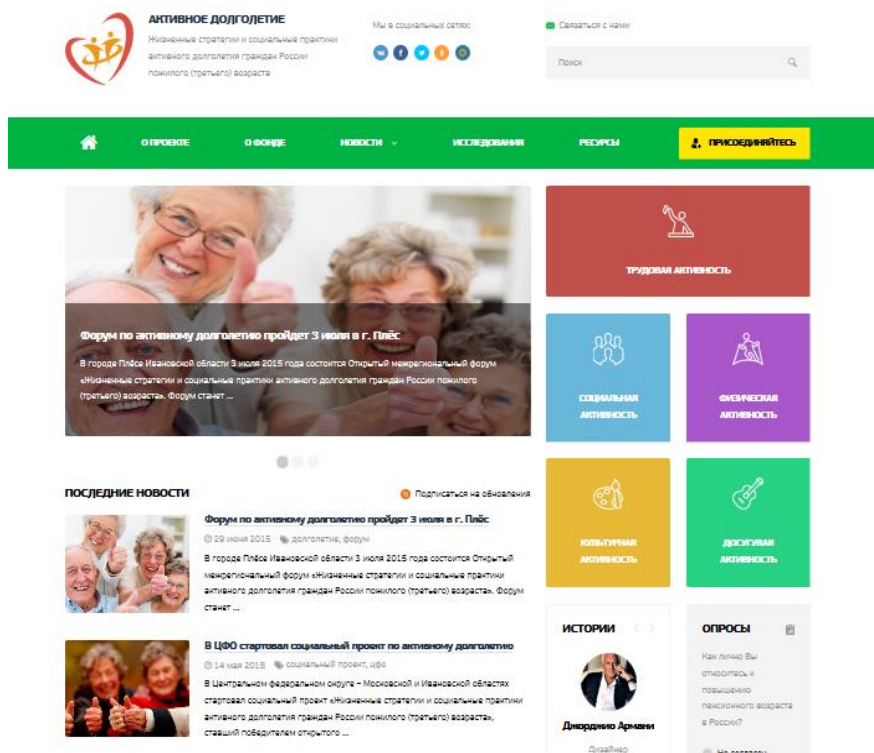 АКТИВНОЕ ДОЛГОЛЕТИЕ
Жизненные стратегии и социальные практики
активного долголетия граждан России
пожилого (третьего) возраста
Мы в социальных сетях:
Связаться с нами
Поиск
О ПРОЕКТЕ
О ФОНДЕ
НОВОСТИ
ИССЛЕДОВАНИЯ
РЕСУРСЫ
ПРИСОЕДИНЯЙТЕСЬ
Форум по активному долголетию пройдет 3 июля в г. Плёс
В городе Плёсе Ивановской области 3 июля 2015 года состоится Открытый межрегиональный форум
«Жизненные стратегии и социальные практики активного долголетия граждан России пожилого
(третьего) возраста». Форум станет ...
ТРУДОВАЯ АКТИВНОСТЬ
СОЦИАЛЬНАЯ
АКТИВНОСТЬ
ФИЗИЧЕСКАЯ
АКТИВНОСТЬ
КУЛЬТУРНАЯ
АКТИВНОСТЬ
ДОСУГОВАЯ
АКТИВНОСТЬ
ПОСЛЕДНИЕ НОВОСТИ
Подписаться на обновления
Форум по активному долголетию пройдет 3 июля в г. Плёс
29 июня 2015 долголетие, форум
В городе Плёсе Ивановской области 3 июля 2015 года состоится Открытый
межрегиональный форум «Жизненные стратегии и социальные практики
активного долголетия граждан России пожилого (третьего) возраста». Форум
станет ...
В ЦФО стартовал социальный проект по активному долголетию
14 мая 2015 социальный проект, цфо
В Центральном федеральном округе – Московской и Ивановской областях
стартовал социальный проект «Жизненные стратегии и социальные практики
активного долголетия граждан России пожилого (третьего) возраста»,
ставший победителем открытого ...
ИСТОРИИ
Джорджио Армани
Дизайнер
ОПРОСЫ
Как лично Вы
относитесь к
повышению
пенсионного возраста
в России?